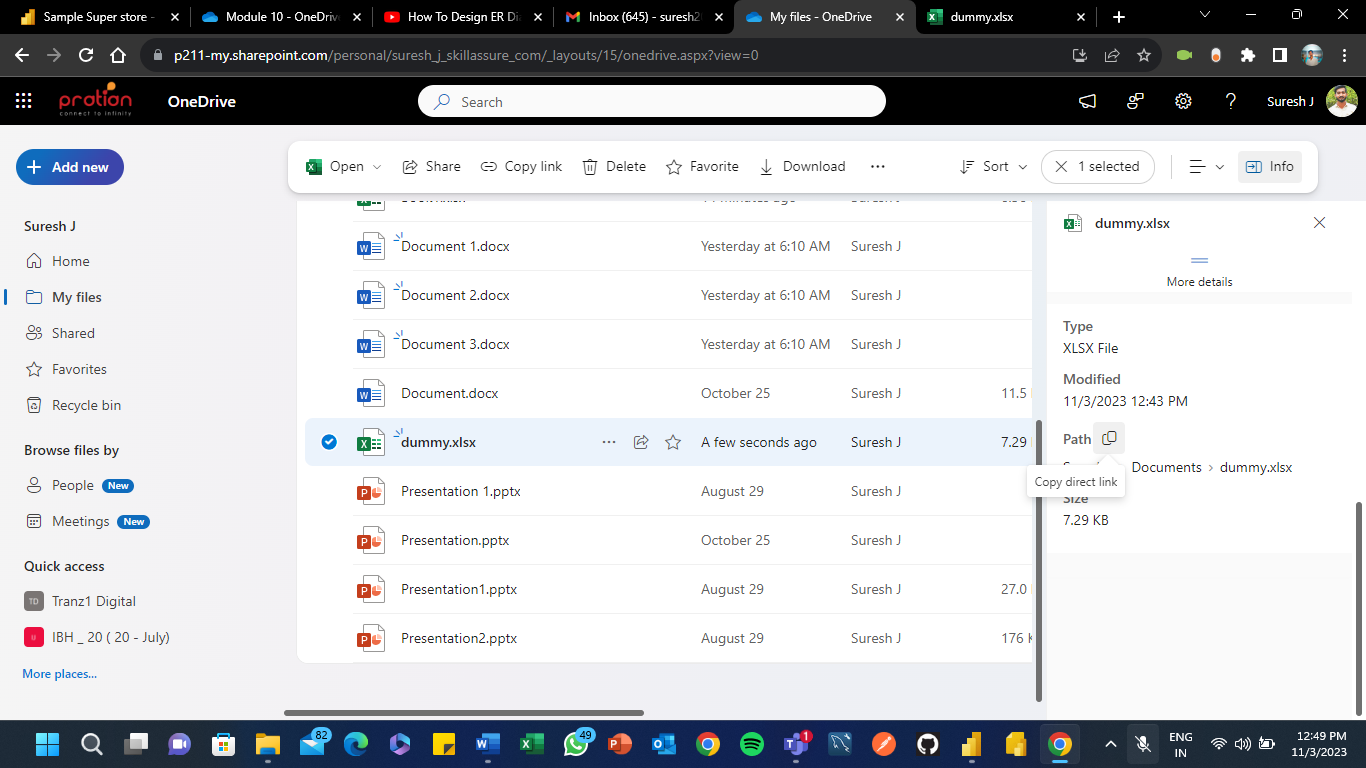 Sample Super store -
Module 10 - OneDrive
How To Design ER Di
Inbox (645) - suresh2
My files - OneDrive
dummy.xlsx
p211-my.sharepoint.com/personal/suresh_j_skillassure_com/_layouts/15/onedrive.aspx?view=0
pration
connect to infinity
OneDrive
Search
Suresh J
Add new
Open
Share
Copy link
Delete
Favorite
Download
Sort
1 selected
Info
Suresh J
Home
My files
Shared
Favorites
Recycle bin
Browse files by
People New
Meetings New
Quick access
TD Tranz1 Digital
IBH _ 20 ( 20 - July)
More places...
Document 1.docx Yesterday at 6:10 AM Suresh J
Document 2.docx Yesterday at 6:10 AM Suresh J
Document 3.docx Yesterday at 6:10 AM Suresh J
Document.docx October 25 Suresh J 11.5
dummy.xlsx A few seconds ago Suresh J 7.29
Presentation 1.pptx August 29 Suresh J
Presentation.pptx October 25 Suresh J
Presentation1.pptx August 29 Suresh J 27.0
Presentation2.pptx August 29 Suresh J 176
dummy.xlsx
More details
Type
XLSX File
Modified
11/3/2023 12:43 PM
Path
Documents > dummy.xlsx
Copy direct link
Size
7.29 KB
82
49
1
ENG
IN
12:49 PM
11/3/2023